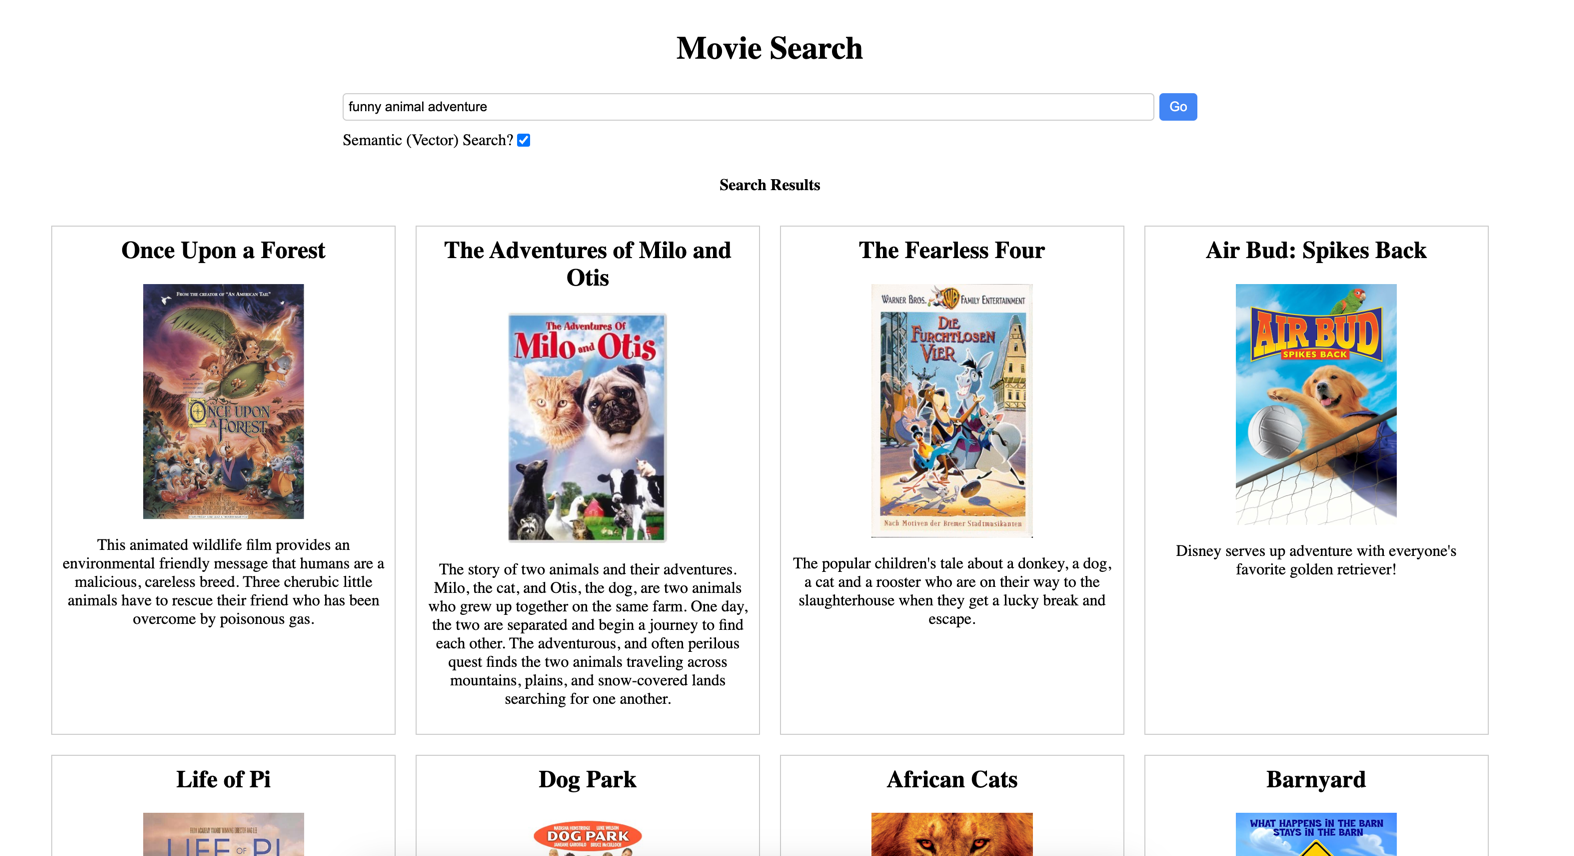 Movie Search
funny animal adventure
Go
Semantic (Vector) Search?
Search Results
Once Upon a Forest
FROM THE CREATOR OF "AN AMERICAN TAIL"
ONCE UPON
A FOREST
This animated wildlife film provides an
environmental friendly message that humans are a
malicious, careless breed. Three cherubic little
animals have to rescue their friend who has been
overcome by poisonous gas.
The Adventures of Milo and
Otis
The Adventures Of
Milo and Otis
The story of two animals and their adventures.
Milo, the cat, and Otis, the dog, are two animals
who grew up together on the same farm. One day,
the two are separated and begin a journey to find
each other. The adventurous, and often perilous
quest finds the two animals traveling across
mountains, plains, and snow-covered lands
searching for one another.
The Fearless Four
WARNER BROS. FAMILY ENTERTAINMENT
DIE
FURCHTLOSEN
VIER
Nach Motiven der Bremer Stadtmusikanten
The popular children's tale about a donkey, a dog,
a cat and a rooster who are on their way to the
slaughterhouse when they get a lucky break and
escape.
Air Bud: Spikes Back
AIR BUD
SPIKES BACK
Disney serves up adventure with everyone's
favorite golden retriever!
Life of Pi
LIFE OF PI
Dog Park
DOG PARK
African Cats
Barnyard
WHAT HAPPENS IN THE BARN
STAYS IN THE BARN